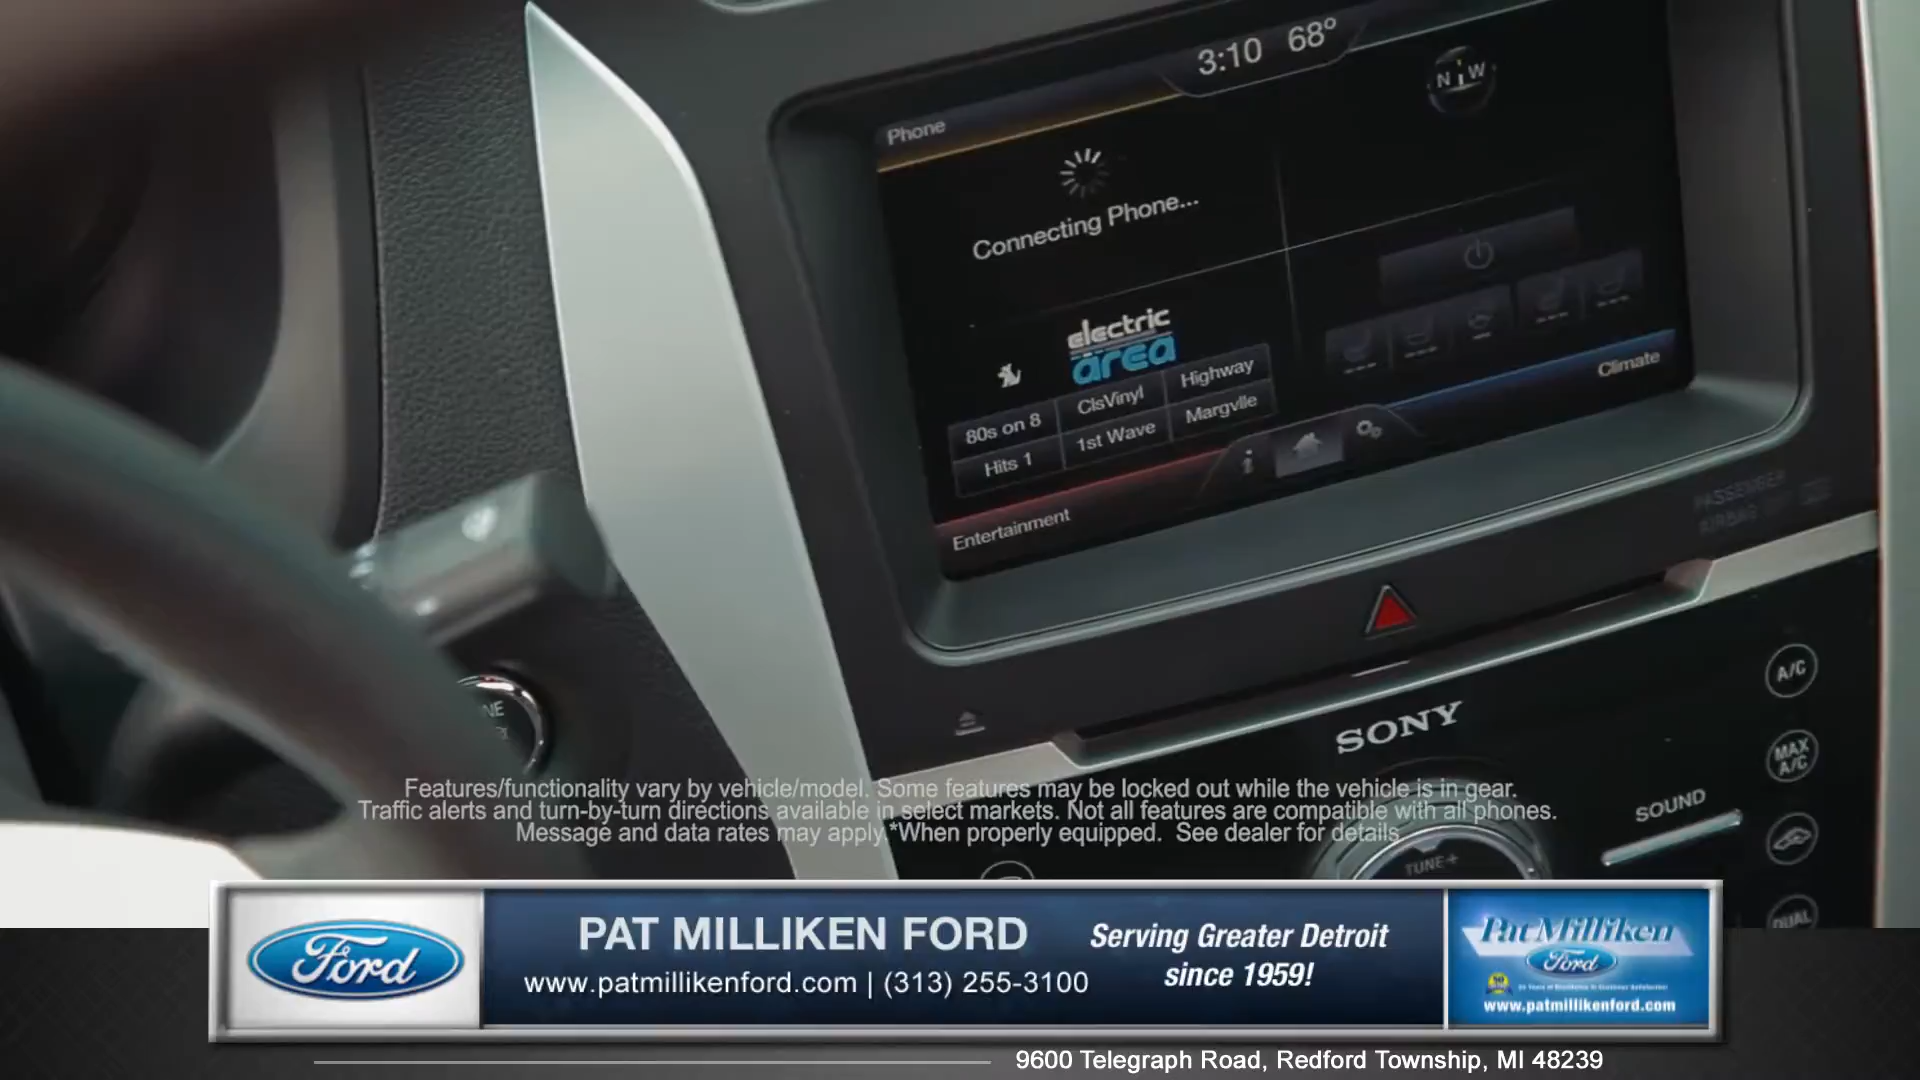 3:10 68°
N W
Phone
Connecting Phone...
electric
area
80s on 8 ClsVinyl Highway
Hits 1 1st Wave Margvlle
Climate
Entertainment
PASSENGER
AIRBAG
SONY
A/C
MAX
A/C
SOUND
TUNE+
DUAL
Features/functionality vary by vehicle/model. Some features may be locked out while the vehicle is in gear.
Traffic alerts and turn-by-turn directions available in select markets. Not all features are compatible with all phones.
Message and data rates may apply.*When properly equipped. See dealer for details
Ford
PAT MILLIKEN FORD
www.patmillikenford.com | (313) 255-3100
Serving Greater Detroit
since 1959!
Pat Milliken
Ford
www.patmillikenford.com
9600 Telegraph Road, Redford Township, MI 48239